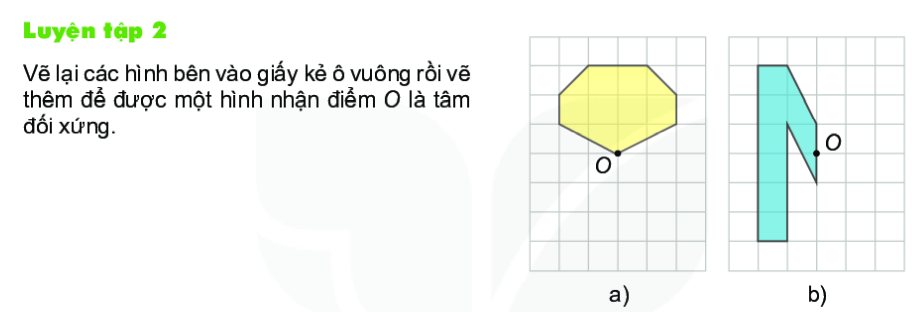 Luyện tập 2
Vẽ lại các hình bên vào giấy kẻ ô vuông rồi vẽ
thêm để được một hình nhận điểm O là tâm
đối xứng.
O
O
a)
b)